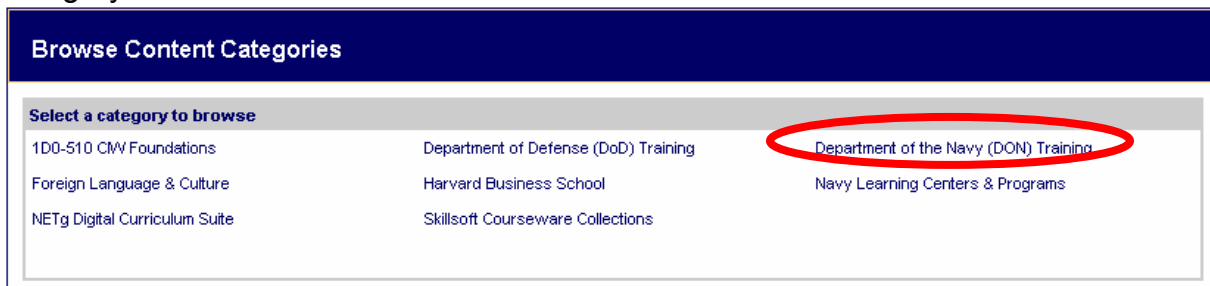 Browse Content Categories
Select a category to browse
1D0-510 CIW Foundations Department of Defense (DoD) Training Department of the Navy (DON) Training
Foreign Language & Culture Harvard Business School Navy Learning Centers & Programs
NETg Digital Curriculum Suite Skillsoft Courseware Collections